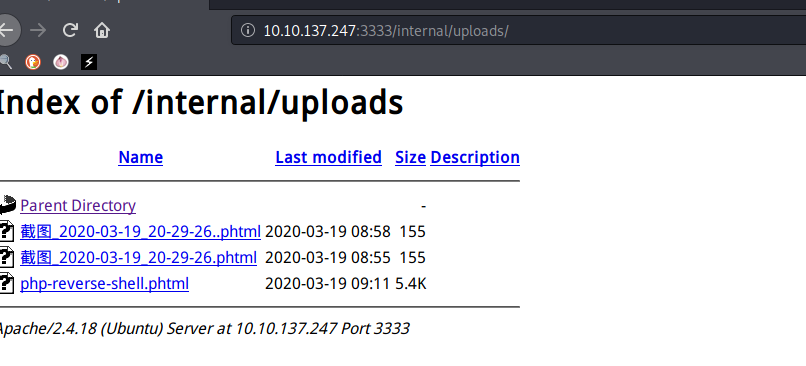 10.10.137.247:3333/internal/uploads/
Index of /internal/uploads
Name Last modified Size Description
Parent Directory -
截图_2020-03-19_20-29-26..phtml 2020-03-19 08:58 155
截图_2020-03-19_20-29-26.phtml 2020-03-19 08:55 155
php-reverse-shell.phtml 2020-03-19 09:11 5.4K
Apache/2.4.18 (Ubuntu) Server at 10.10.137.247 Port 3333